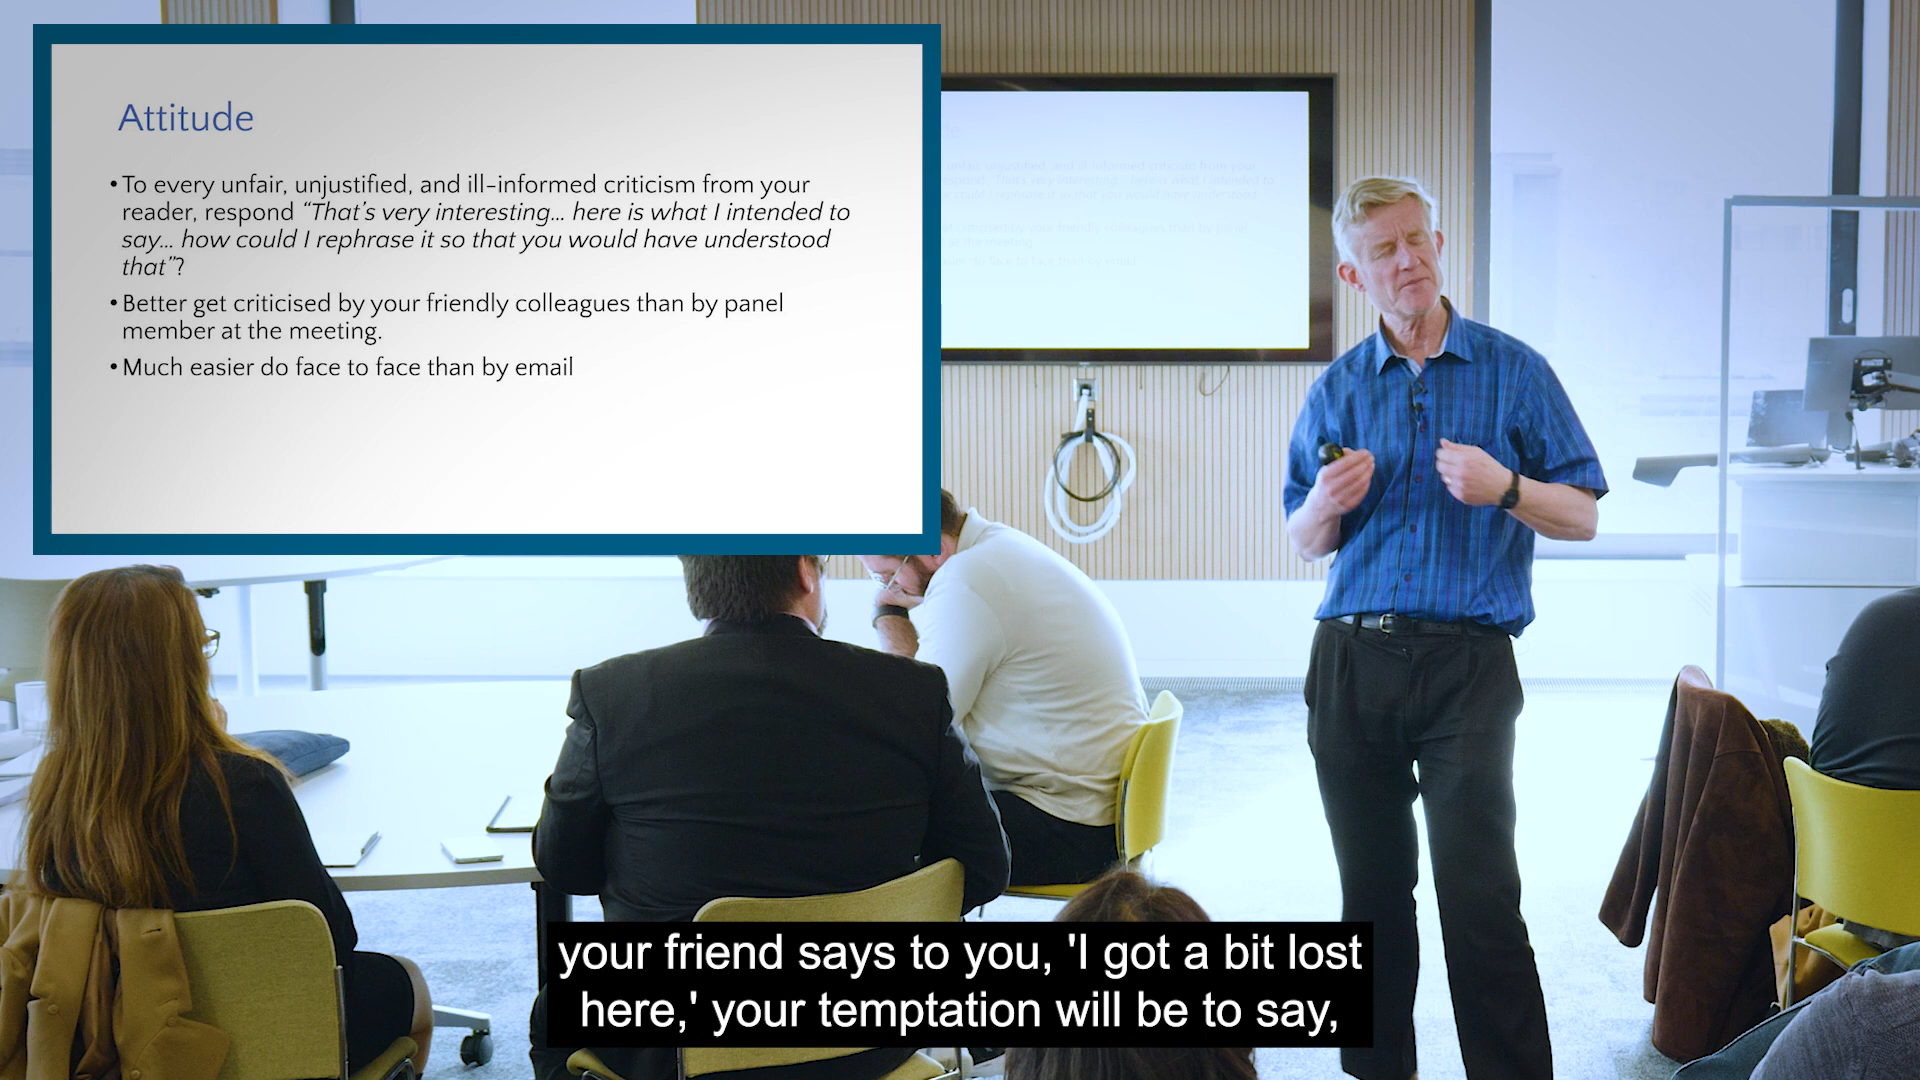 Attitude
• To every unfair, unjustified, and ill-informed criticism from your
reader, respond “That’s very interesting... here is what I intended to
say... how could I rephrase it so that you would have understood
that”?
• Better get criticised by your friendly colleagues than by panel
member at the meeting.
• Much easier do face to face than by email
your friend says to you, 'I got a bit lost
here,' your temptation will be to say,